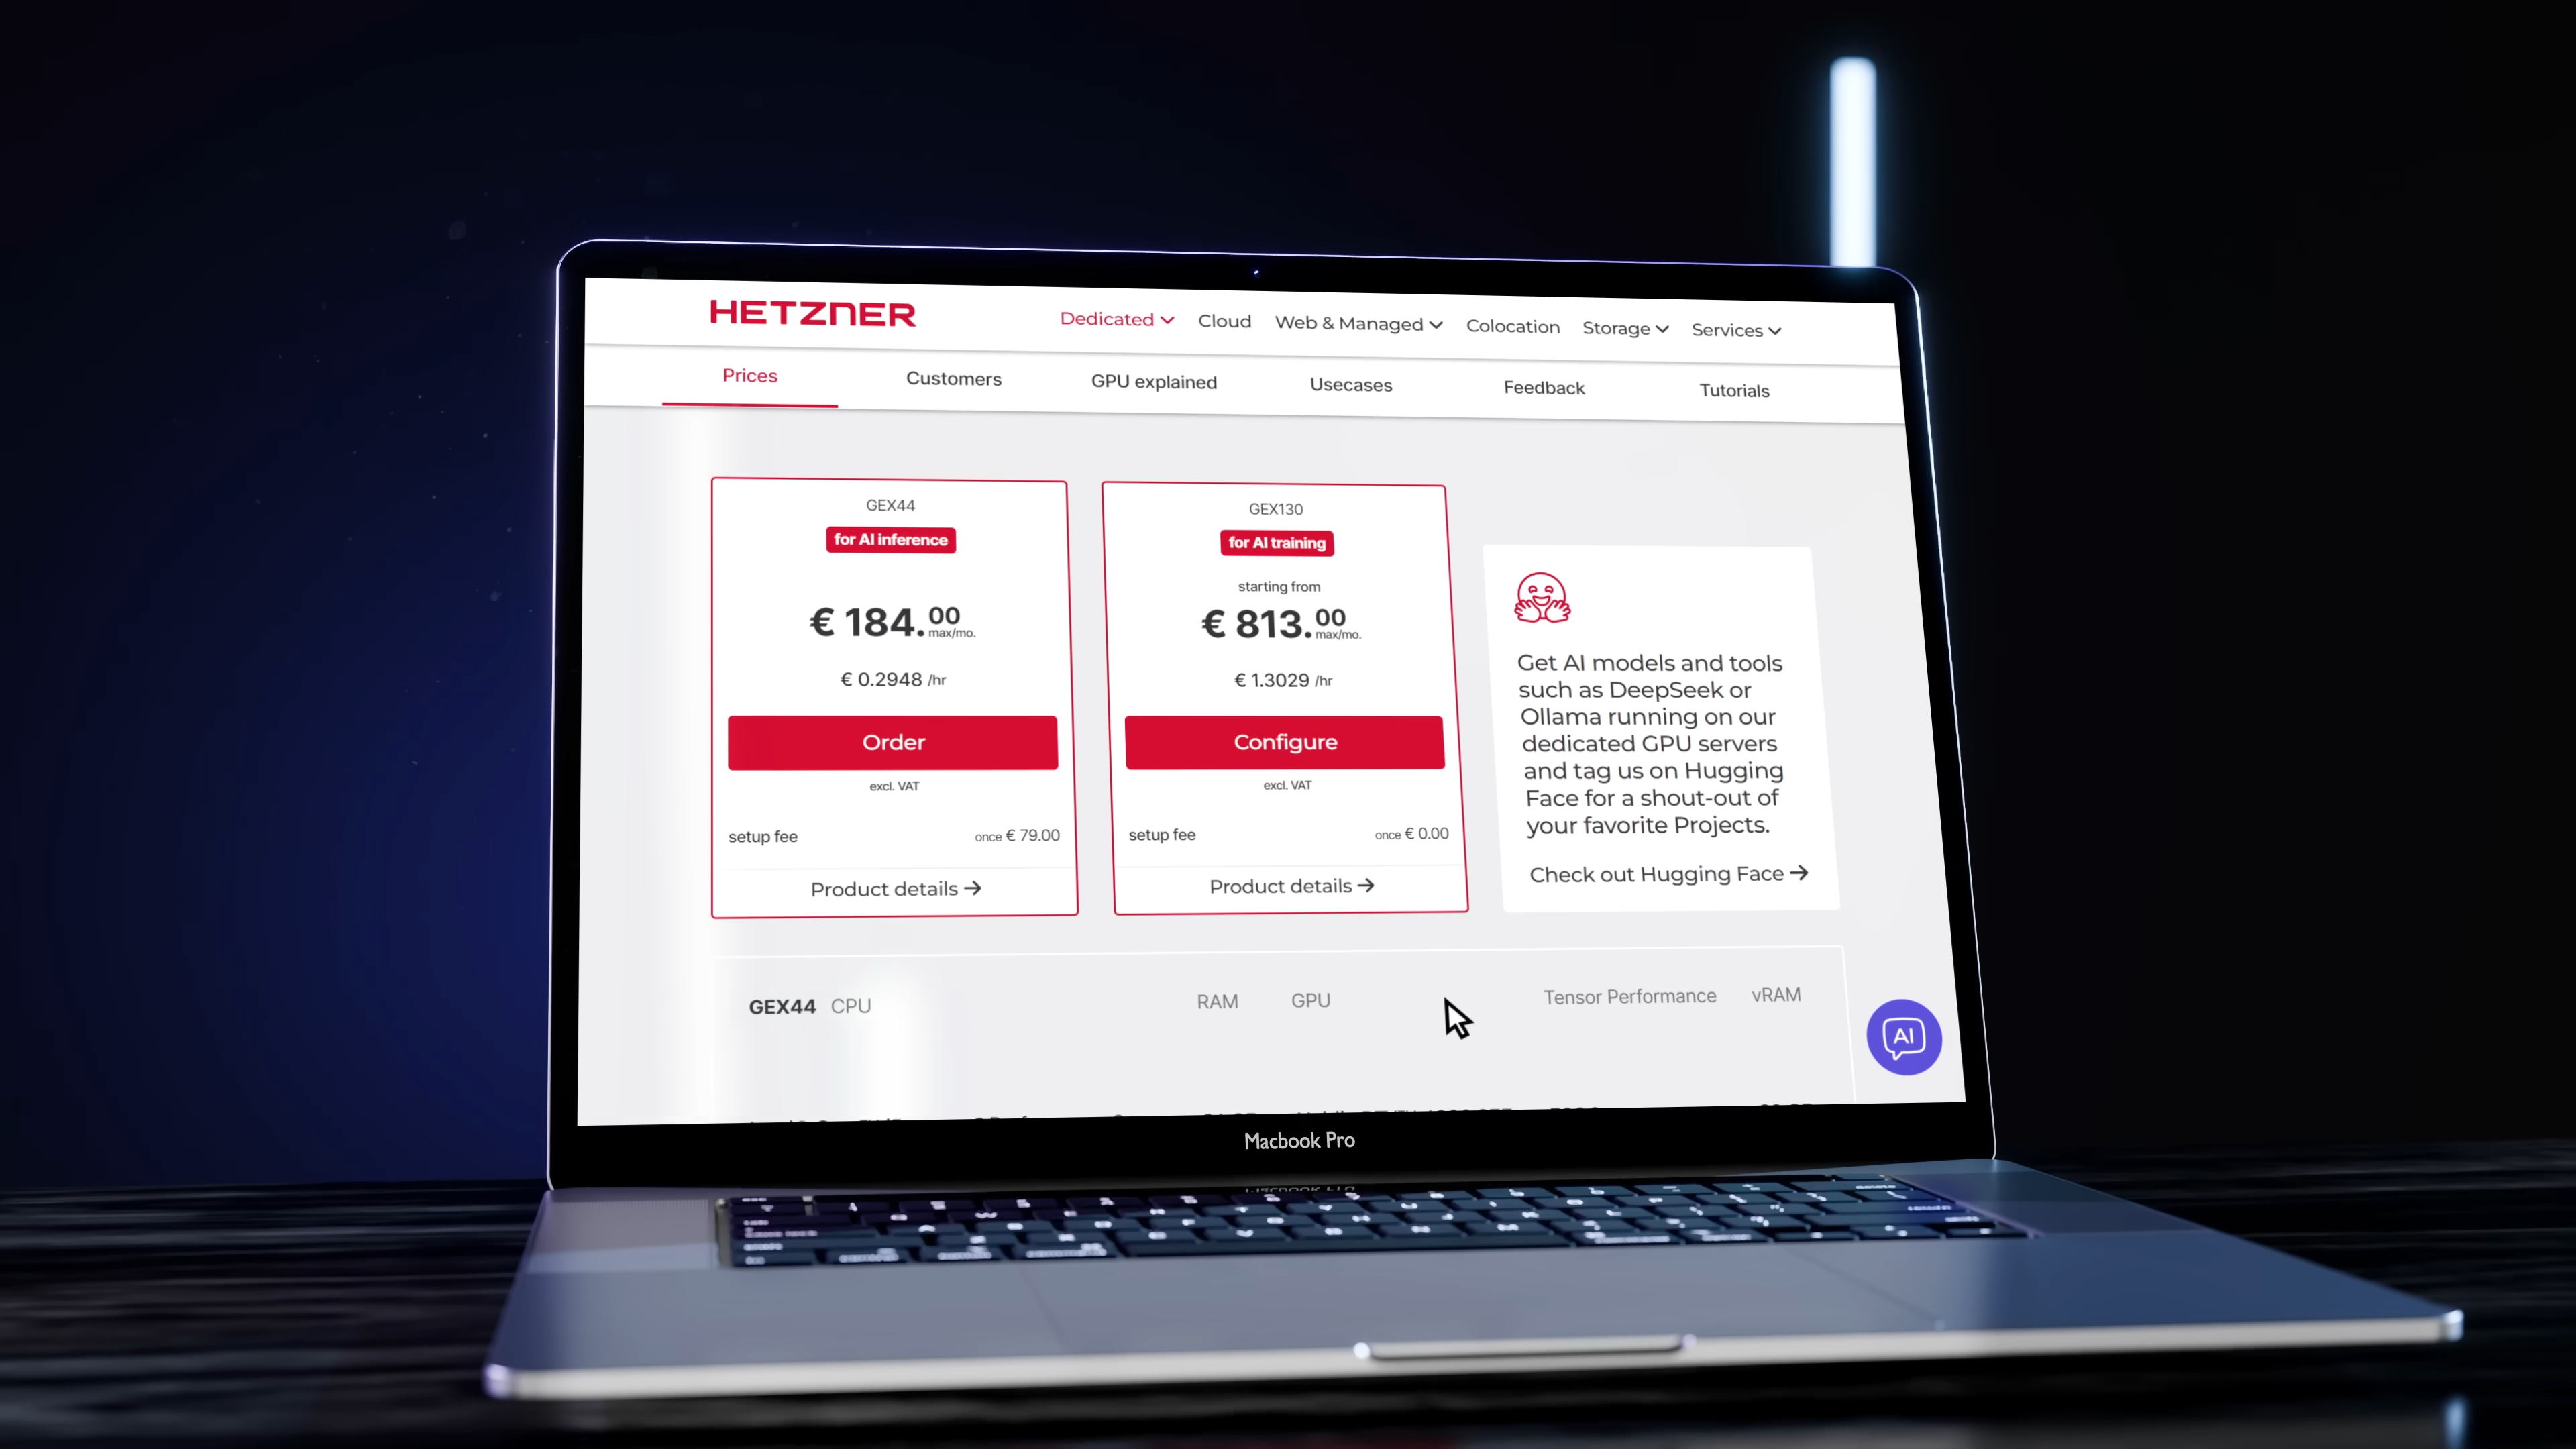 HETZNER
Dedicated Cloud Web & Managed Colocation Storage Services
Prices Customers GPU explained Usecases Feedback Tutorials
GEX44
for AI inference
€ 184.00 max/mo.
€ 0.2948 /hr
Order
excl. VAT
setup fee once € 79.00
Product details →
GEX130
for AI training
starting from
€ 813.00 max/mo.
€ 1.3029 /hr
Configure
excl. VAT
setup fee once € 0.00
Product details →
Get AI models and tools
such as DeepSeek or
Ollama running on our
dedicated GPU servers
and tag us on Hugging
Face for a shout-out of
your favorite Projects.
Check out Hugging Face →
GEX44 CPU RAM GPU Tensor Performance vRAM
AI
Macbook Pro